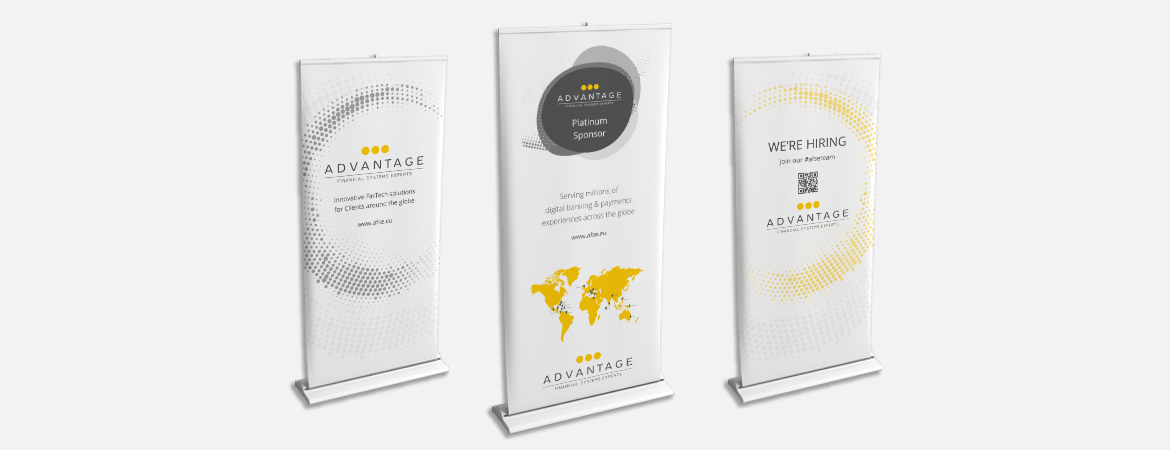 ADVANTAGE
FINANCIAL SYSTEMS EXPERTS
Innovative FinTech solutions
for Clients around the globe
www.afse.eu
ADVANTAGE
FINANCIAL SYSTEMS EXPERTS
Platinum
Sponsor
Serving millions of
digital banking & payments
experiences across the globe
www.afse.eu
ADVANTAGE
FINANCIAL SYSTEMS EXPERTS
WE'RE HIRING
Join our #afseteam
ADVANTAGE
FINANCIAL SYSTEMS EXPERTS